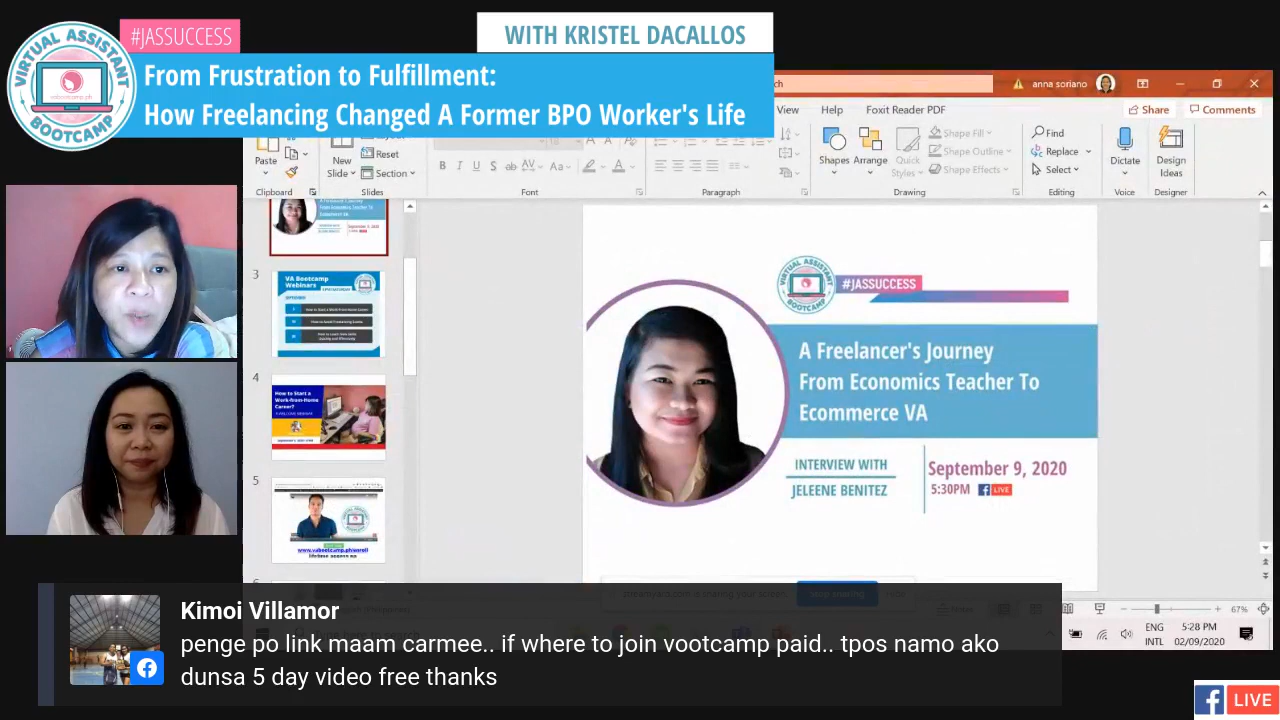 #JASSUCCESS
WITH KRISTEL DACALLOS
VIRTUAL ASSISTANT
BOOTCAMP
From Frustration to Fulfillment:
How Freelancing Changed A Former BPO Worker's Life
anna soriano
View Help Foxit Reader PDF
Share Comments
Paste
New
Slide
Reset
Section
Shapes
Arrange
Quick
Styles
Shape Fill
Shape Outline
Shape Effects
Find
Replace
Select
Dictate
Design
Ideas
Clipboard Slides Font Paragraph Drawing Editing Voice Designer
3
VA Bootcamp
Webinars
4
How to Start a
Work-from-Home
Career?
5
VIRTUAL ASSISTANT
BOOTCAMP
#JASSUCCESS
A Freelancer's Journey
From Economics Teacher To
Ecommerce VA
INTERVIEW WITH
JELEENE BENITEZ
September 9, 2020
5:30PM
LIVE
Kimoi Villamor
penge po link maam carmee.. if where to join vootcamp paid.. tpos namo ako
dunsa 5 day video free thanks
67%
ENG
INTL
5:28 PM
02/09/2020
f LIVE